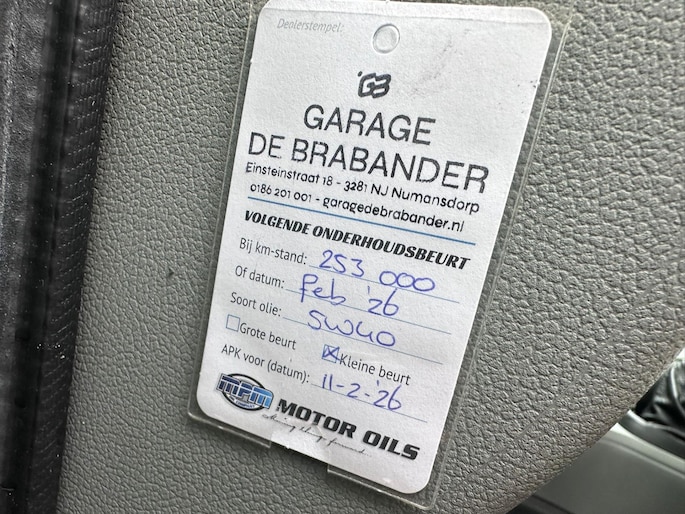 Dealerstempel:
GB
GARAGE
DE BRABANDER
Einsteinstraat 18 - 3281 NJ Numansdorp
0186 201 001 - garagedebrabander.nl
VOLGENDE ONDERHOUDSBEURT
Bij km-stand: 253 000
Of datum: feb '26
Soort olie: 5W40
Grote beurt Kleine beurt
APK voor (datum): 11-2-'26
MPM
MOTOR OILS